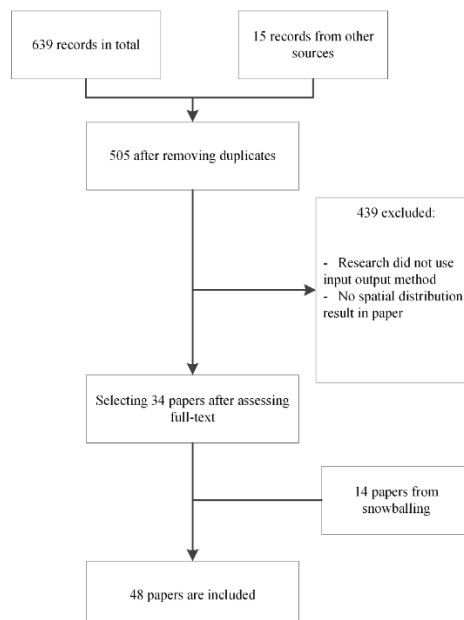 639 records in total
15 records from other
sources
505 after removing duplicates
439 excluded:
- Research did not use
input output method
- No spatial distribution
result in paper
Selecting 34 papers after assessing
full-text
14 papers from
snowballing
48 papers are included